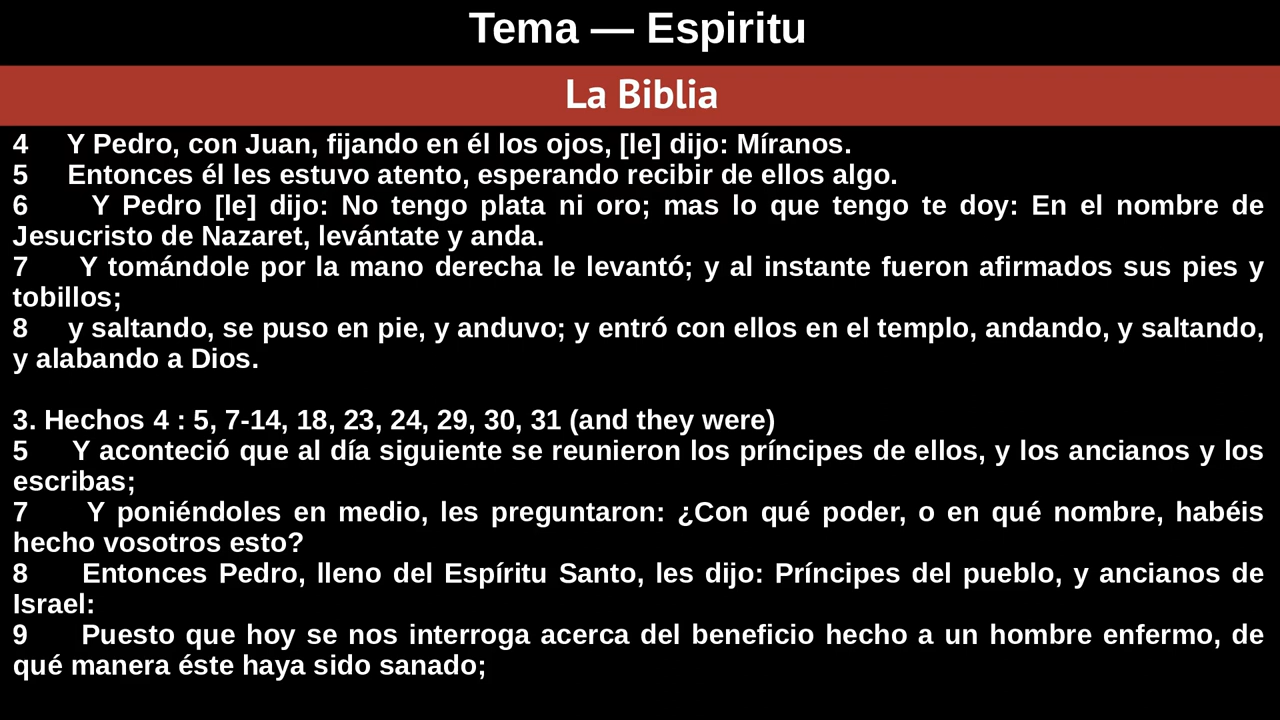 Tema — Espiritu
La Biblia
4 Y Pedro, con Juan, fijando en él los ojos, [le] dijo: Míranos.
5 Entonces él les estuvo atento, esperando recibir de ellos algo.
6 Y Pedro [le] dijo: No tengo plata ni oro; mas lo que tengo te doy: En el nombre de
Jesucristo de Nazaret, levántate y anda.
7 Y tomándole por la mano derecha le levantó; y al instante fueron afirmados sus pies y
tobillos;
8 y saltando, se puso en pie, y anduvo; y entró con ellos en el templo, andando, y saltando,
y alabando a Dios.
3. Hechos 4 : 5, 7-14, 18, 23, 24, 29, 30, 31 (and they were)
5 Y aconteció que al día siguiente se reunieron los príncipes de ellos, y los ancianos y los
escribas;
7 Y poniéndoles en medio, les preguntaron: ¿Con qué poder, o en qué nombre, habéis
hecho vosotros esto?
8 Entonces Pedro, lleno del Espíritu Santo, les dijo: Príncipes del pueblo, y ancianos de
Israel:
9 Puesto que hoy se nos interroga acerca del beneficio hecho a un hombre enfermo, de
qué manera éste haya sido sanado;